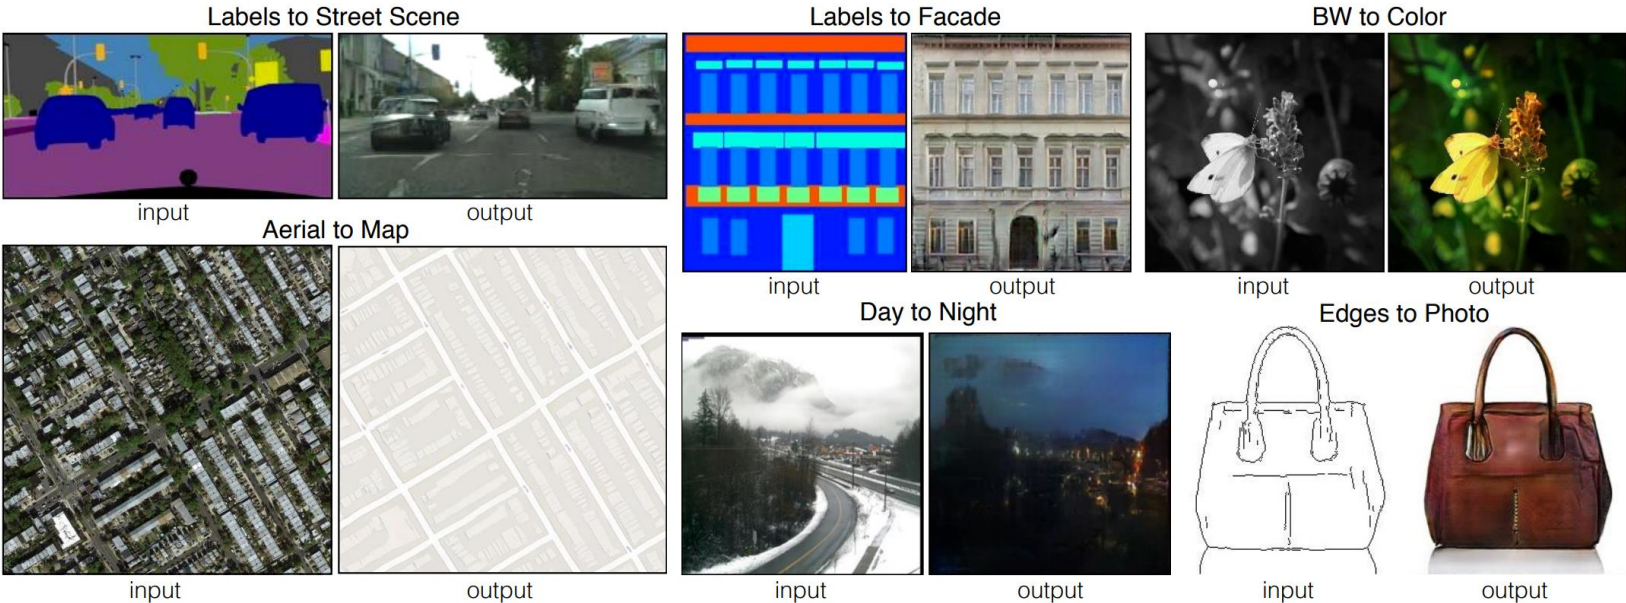 Labels to Street Scene
input
output
Aerial to Map
input
output
Labels to Facade
input
output
Day to Night
input
output
BW to Color
input
output
Edges to Photo
input
output